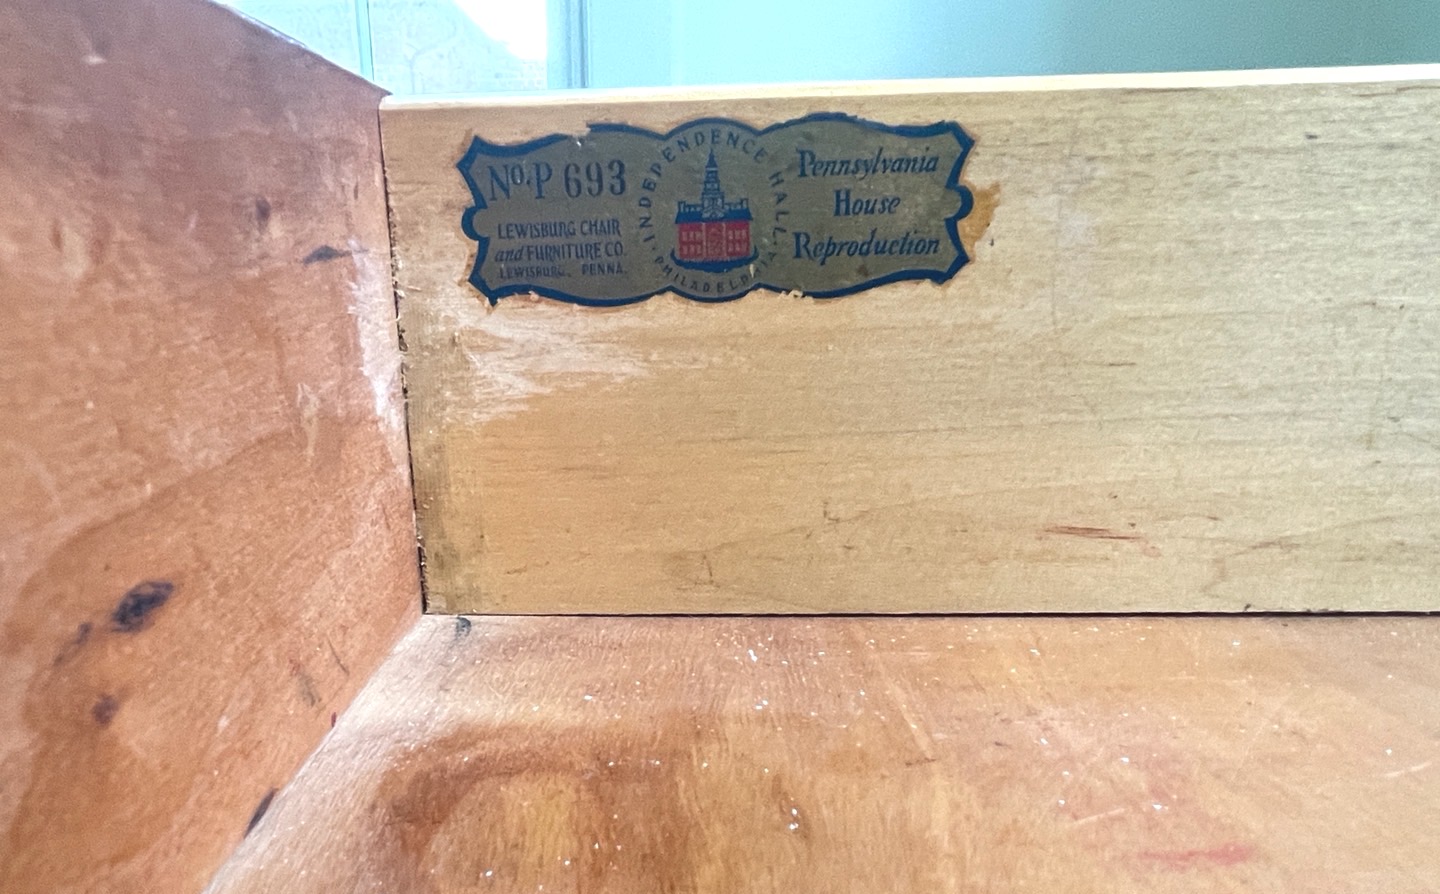 No. P 693
LEWISBURG CHAIR
and FURNITURE CO.
LEWISBURG, PENNA.
INDEPENDENCE HALL
PHILADELPHIA
Pennsylvania
House
Reproduction